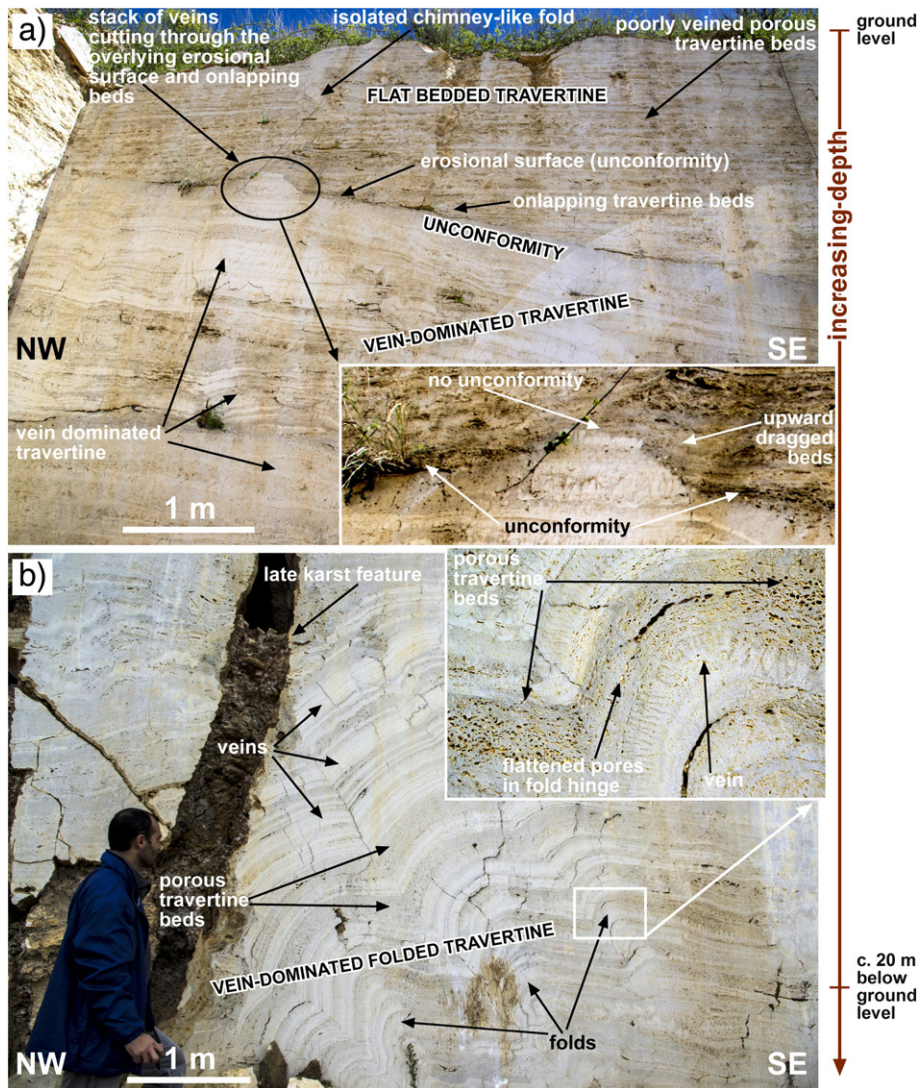 a)
stack of veins
cutting through the
overlying erosional
surface and onlapping
beds
isolated chimney-like fold
poorly veined porous
travertine beds
ground
level
FLAT BEDDED TRAVERTINE
erosional surface (unconformity)
onlapping travertine beds
UNCONFORMITY
increasing-depth
VEIN-DOMINATED TRAVERTINE
NW
SE
no unconformity
upward
dragged
beds
vein dominated
travertine
1 m
unconformity
b)
late karst feature
porous
travertine
beds
veins
flattened pores
in fold hinge
vein
porous
travertine
beds
VEIN-DOMINATED FOLDED TRAVERTINE
c. 20 m
below
ground
level
folds
NW
1 m
SE